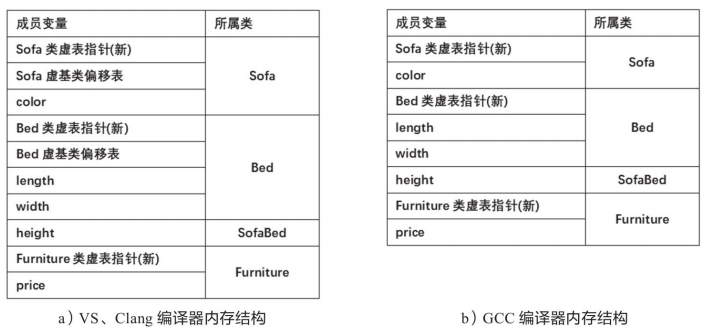 成员变量 所属类
Sofa 类虚表指针(新)
Sofa 虚基类偏移表 Sofa
color
Bed 类虚表指针(新)
Bed 虚基类偏移表
length Bed
width
height SofaBed
Furniture 类虚表指针(新)
price Furniture
a）VS、Clang 编译器内存结构
成员变量 所属类
Sofa 类虚表指针(新)
color Sofa
Bed 类虚表指针(新)
length Bed
width
height SofaBed
Furniture 类虚表指针(新)
price Furniture
b）GCC 编译器内存结构